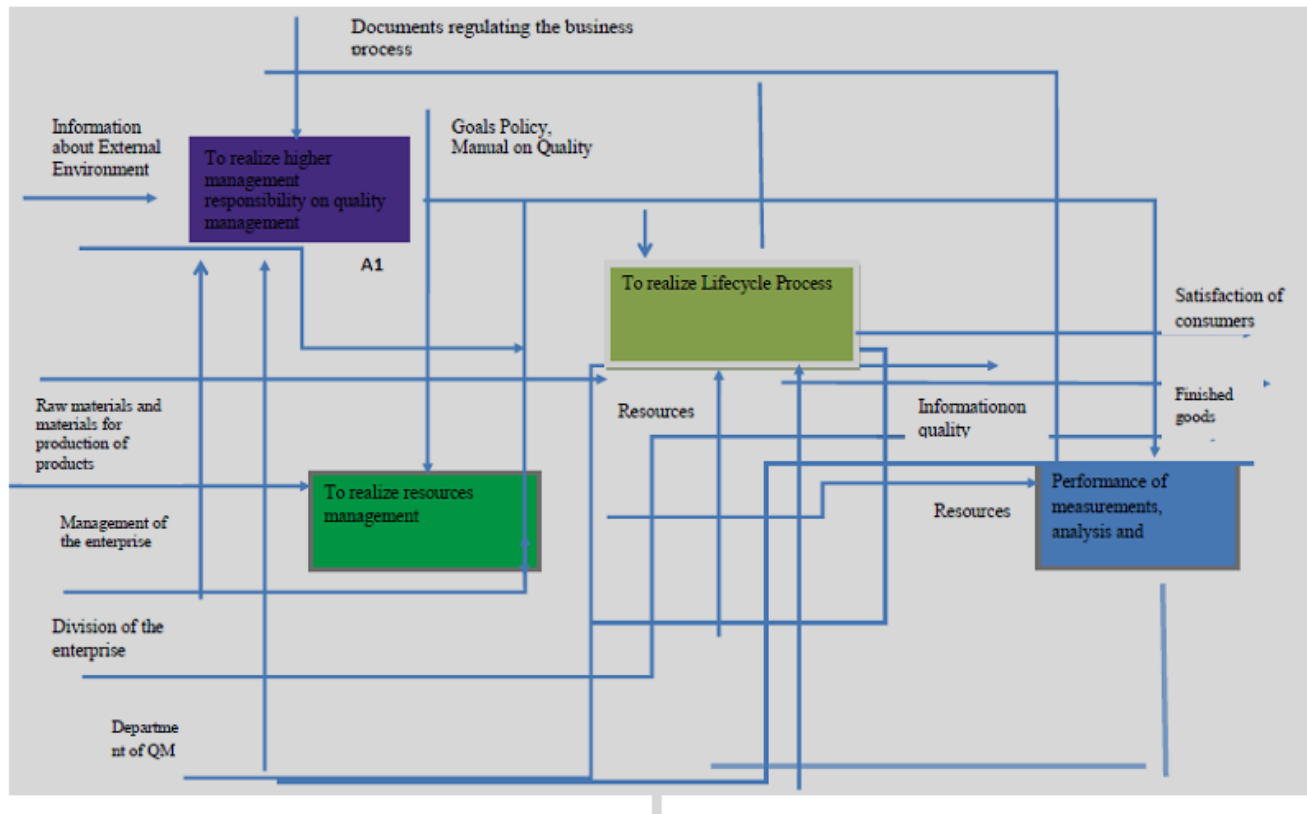 Documents regulating the business
process
Information
about External
Environment
Goals Policy,
Manual on Quality
To realize higher
management
responsibility on quality
management
A1
To realize Lifecycle Process
Satisfaction of
consumers
Raw materials and
materials for
production of
products
Resources
Informationon
quality
Finished
goods
To realize resources
management
Management of
the enterprise
Resources
Performance of
measurements,
analysis and
Division of the
enterprise
Departme
nt of QM